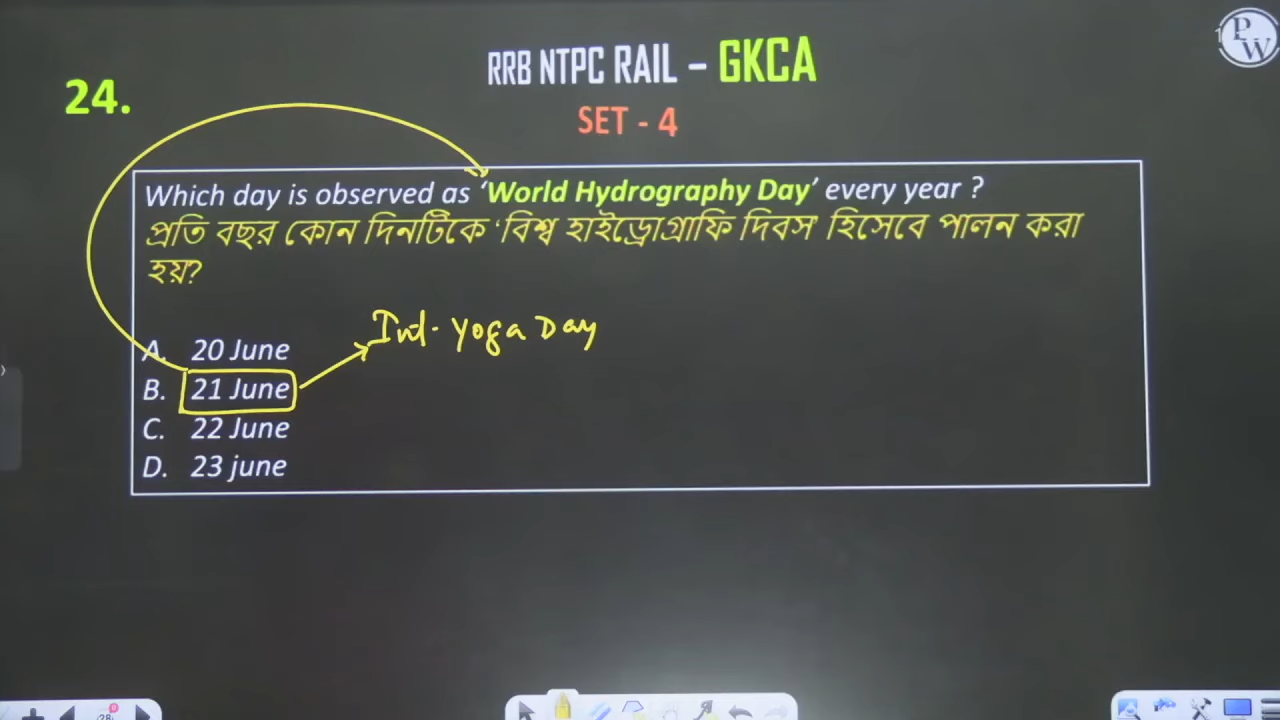 PW
RRB NTPC RAIL – GKCA
24.
SET - 4
Which day is observed as ‘World Hydrography Day’ every year ?
প্রতি বছর কোন দিনটিকে ‘বিশ্ব হাইড্রোগ্রাফি দিবস’ হিসেবে পালন করা
হয়?
Int. Yoga Day
A. 20 June
B. 21 June
C. 22 June
D. 23 june